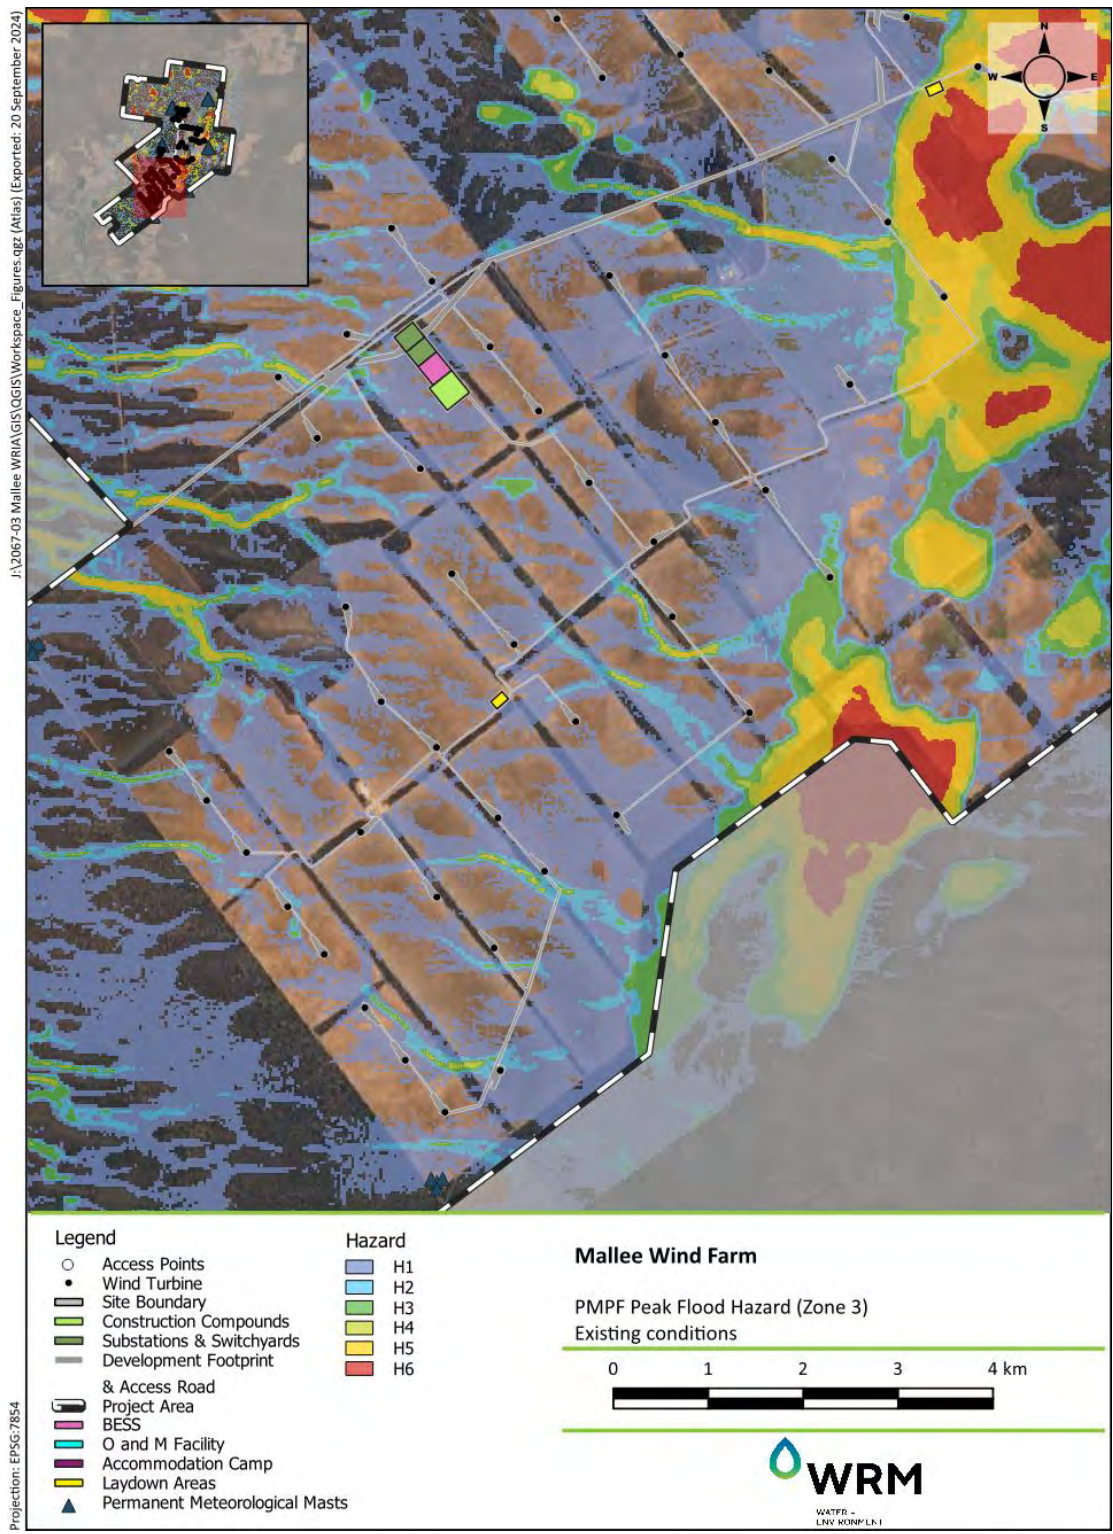 J:\2067-03 Mallee WRIA\GIS\QGIS\Workspace_Figures.qgz (Atlas) (Exported: 20 September 2024)
N
W
E
S
Projection: EPSG:7854
Legend
Access Points
Wind Turbine
Site Boundary
Construction Compounds
Substations & Switchyards
Development Footprint
& Access Road
Project Area
BESS
O and M Facility
Accommodation Camp
Laydown Areas
Permanent Meteorological Masts
Hazard
H1
H2
H3
H4
H5
H6
Mallee Wind Farm
PMPF Peak Flood Hazard (Zone 3)
Existing conditions
0 1 2 3 4 km
WRM
WATER +
ENVIRONMENT